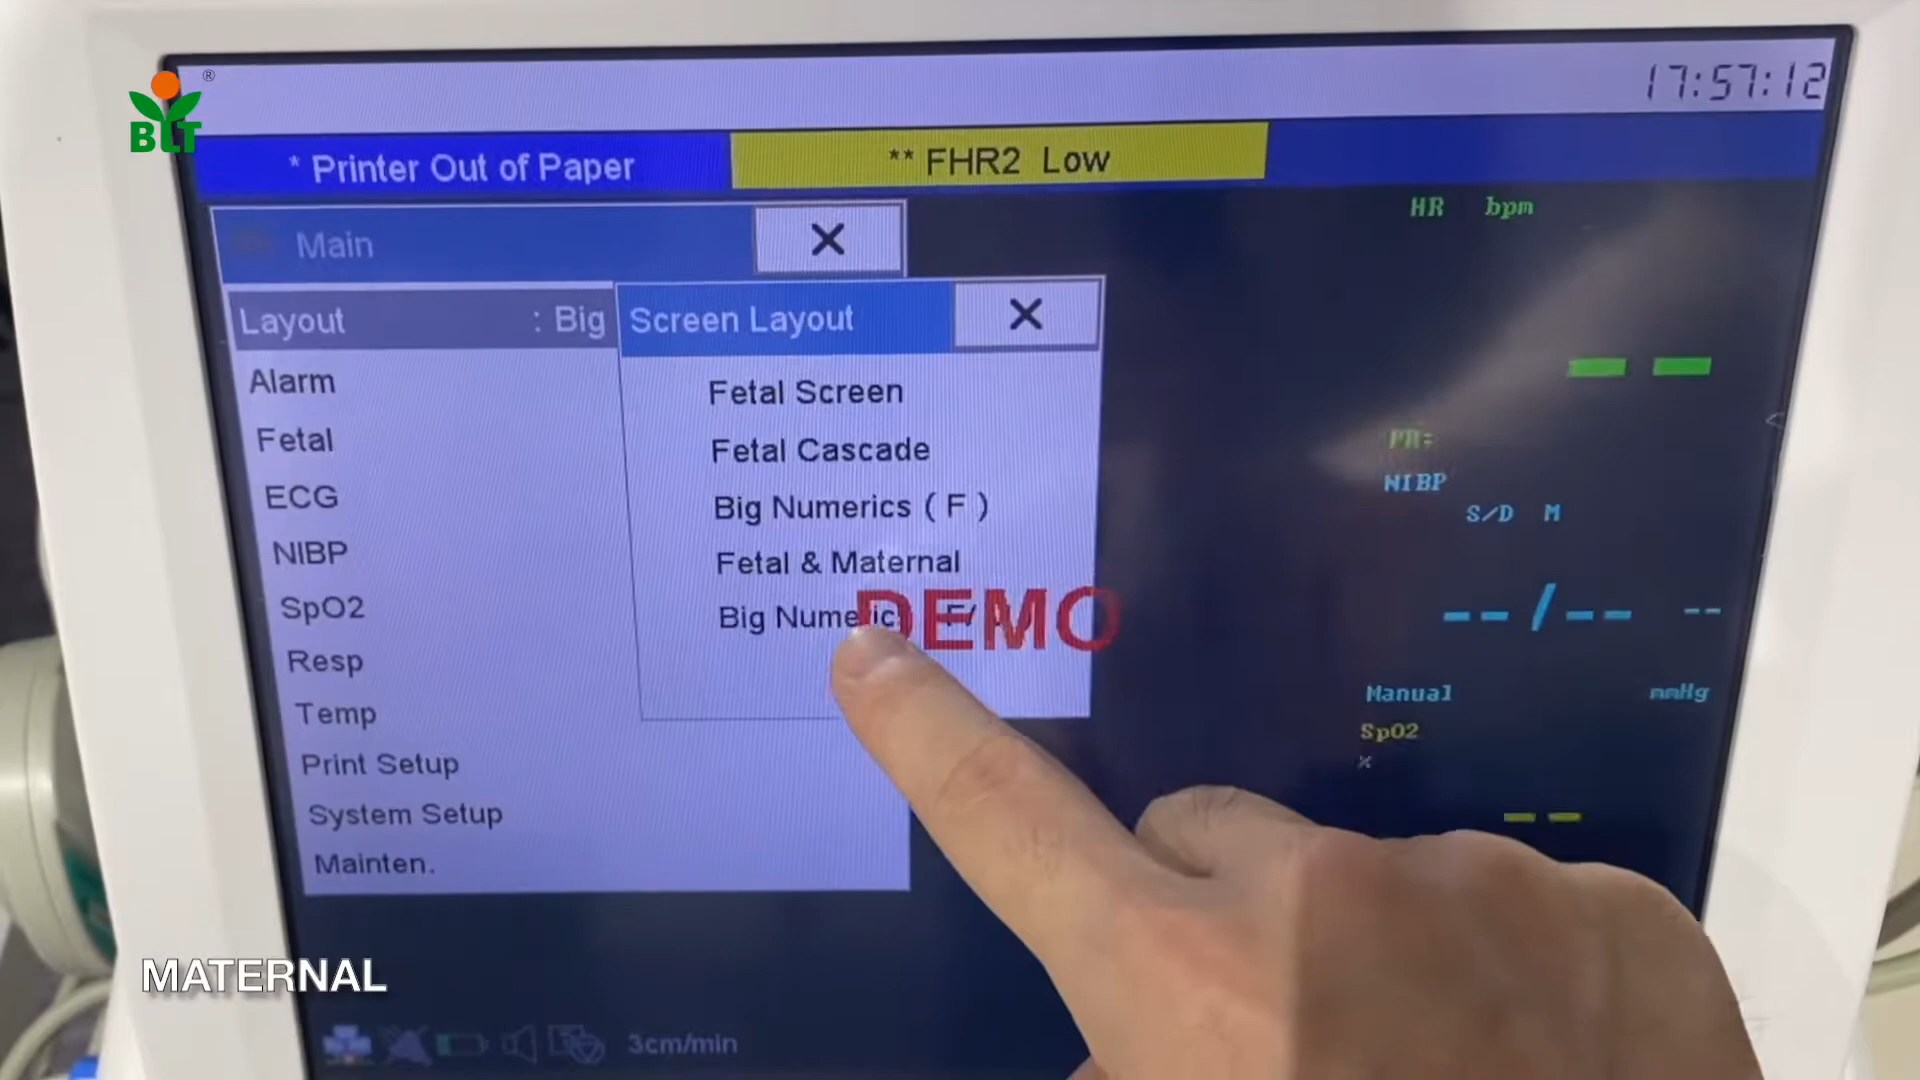 BLT ®
17:57:12
* Printer Out of Paper
** FHR2 Low
Main
HR bpm
Layout : Big
Screen Layout
Alarm
Fetal
ECG
NIBP
SpO2
Resp
Temp
Print Setup
System Setup
Mainten.
Fetal Screen
Fetal Cascade
Big Numerics ( F )
Fetal & Maternal
Big Numeric
DEMO
PR:
NIBP
S/D M
--/-- --
Manual mmHg
SpO2
%
MATERNAL
3cm/min